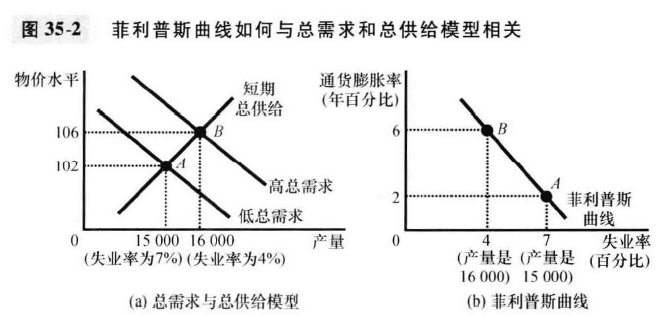 图 35-2 菲利普斯曲线如何与总需求和总供给模型相关
物价水平
短期
总供给
106
B
102
A
高总需求
低总需求
0
15 000
16 000
产量
(失业率为7%)
(失业率为4%)
(a) 总需求与总供给模型
通货膨胀率
(年百分比)
6
B
A
2
菲利普斯
曲线
0
4
7
失业率
(产量是
(产量是
(百分比)
16 000)
15 000)
(b) 菲利普斯曲线